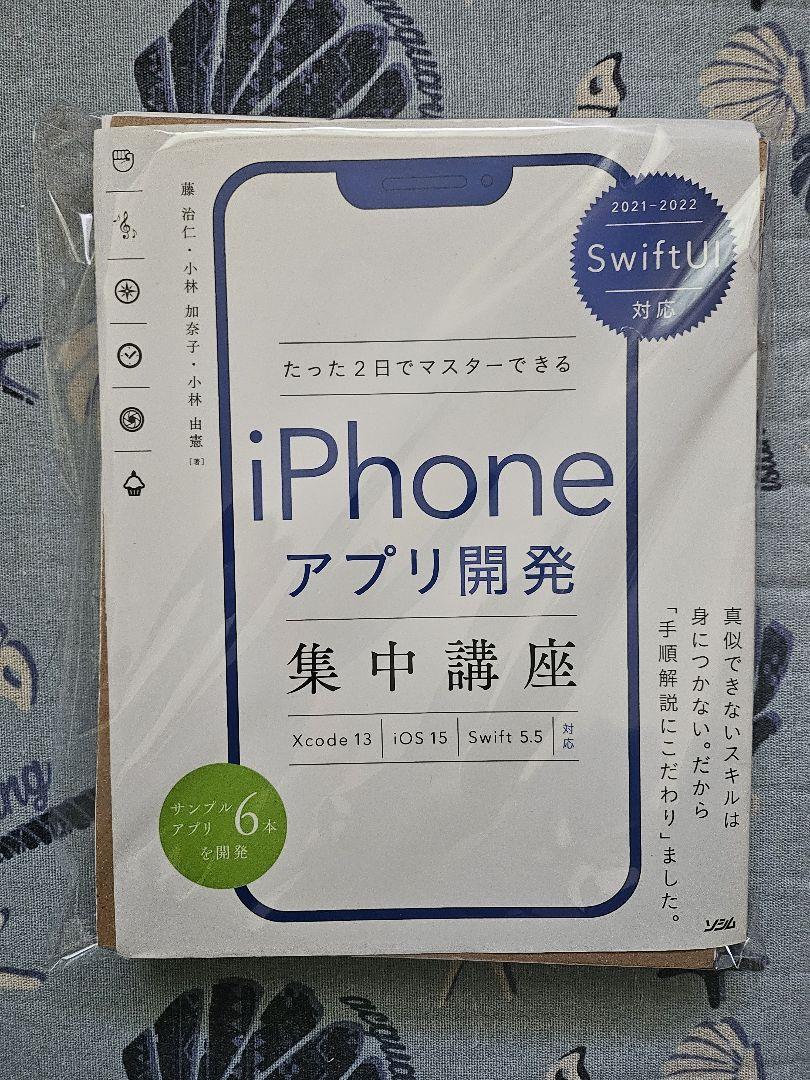 藤 治仁・小林 加奈子・小林 由憲 [著]
2021-2022
SwiftUI
対応
たった2日でマスターできる
iPhone
アプリ開発
集中講座
Xcode 13 | iOS 15 | Swift 5.5 | 対応
サンプル
アプリ 6本
を開発
真似できないスキルは
身につかない。だから
「手順解説にこだわり」ました。
ソシム